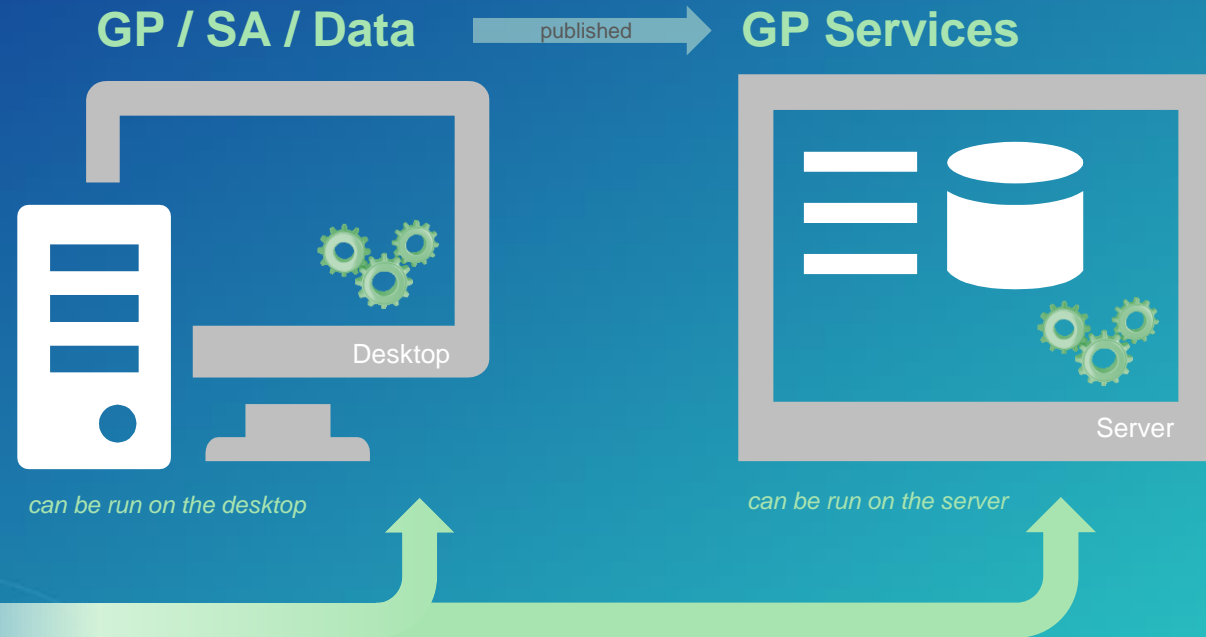 GP / SA / Data
published
GP Services
Desktop
Server
can be run on the desktop
can be run on the server